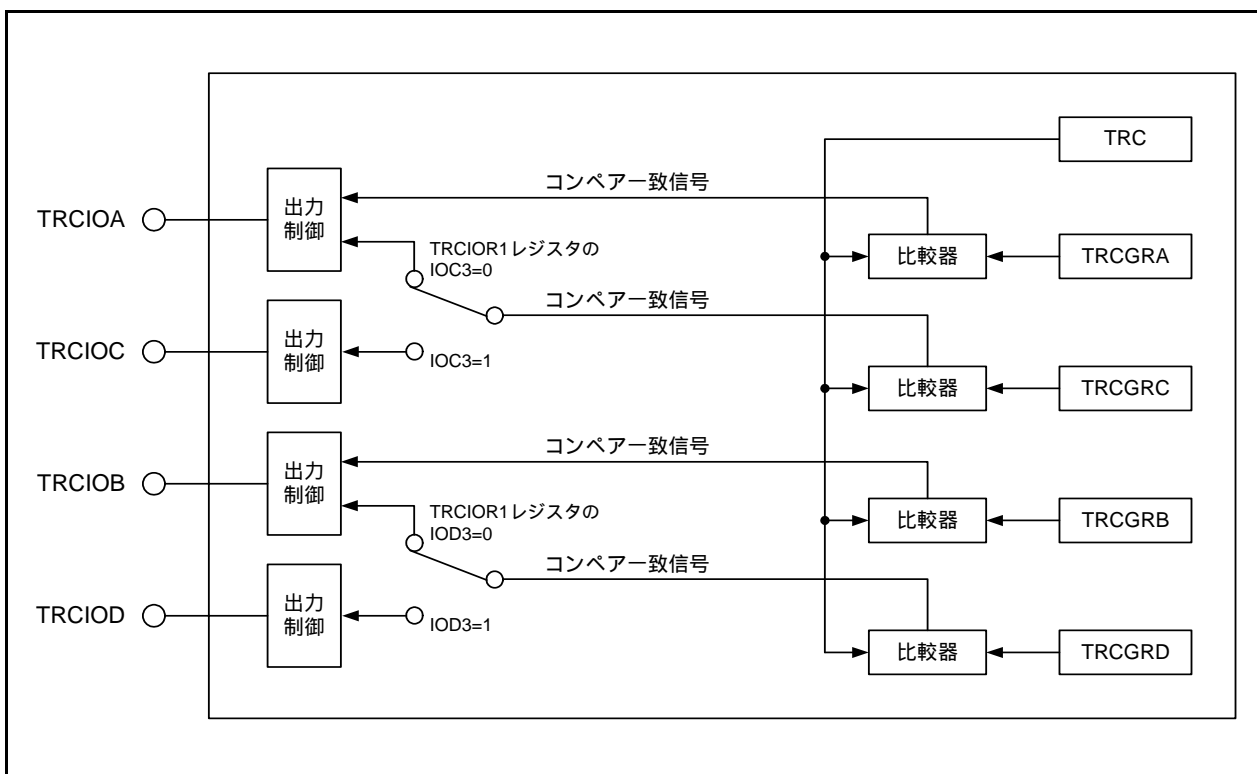 TRC
コンペア一致信号
出力
制御
TRCIOA
TRCIOR1レジスタの
IOC3=0
比較器
TRCGRA
コンペア一致信号
出力
制御
TRCIOC
IOC3=1
比較器
TRCGRC
コンペア一致信号
出力
制御
TRCIOB
TRCIOR1レジスタの
IOD3=0
比較器
TRCGRB
コンペア一致信号
出力
制御
TRCIOD
IOD3=1
比較器
TRCGRD